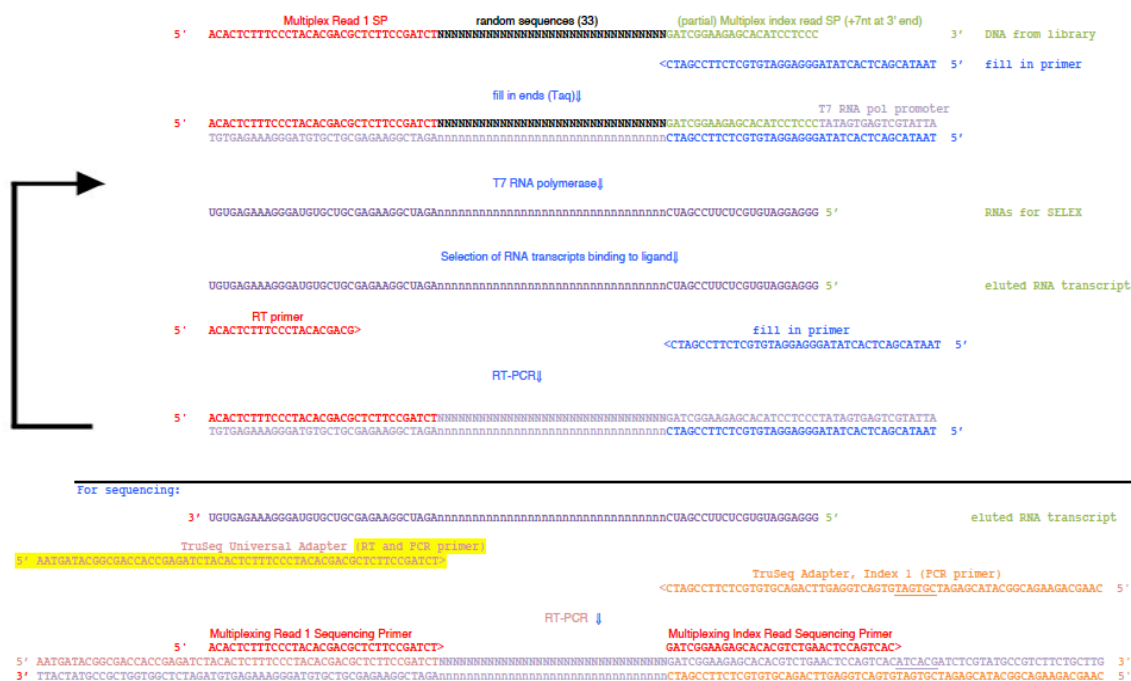 Multiplex Read 1 SP random sequences (33) (partial) Multiplex index read SP (+7nt at 3' end)
5' ACACTCTTTCCCTACACGACGCTCTTCCGATCTNNNNNNNNNNNNNNNNNNNNNNNNNNNNNNNNNGATCGGAAGAGCACATCCTCCC 3' DNA from library
<CTAGCCTTCTCGTGTAGGAGGGATATCACTCAGCATAAT 5' fill in primer
fill in ends (Taq)⇓
T7 RNA pol promoter
5' ACACTCTTTCCCTACACGACGCTCTTCCGATCTNNNNNNNNNNNNNNNNNNNNNNNNNNNNNNNNNGATCGGAAGAGCACATCCTCCCTATAGTGAGTCGTATTA
TGTGAGAAAGGGATGTGCTGCGAGAAGGCTAGAnnnnnnnnnnnnnnnnnnnnnnnnnnnnnnnnnCTAGCCTTCTCGTGTAGGAGGGATATCACTCAGCATAAT 5'
T7 RNA polymerase⇓
UGUGAGAAAGGGAUGUGCUGCGAGAAGGCUAGAnnnnnnnnnnnnnnnnnnnnnnnnnnnnnnnnnCUAGCCUUCUCGUGUAGGAGGG 5' RNAs for SELEX
Selection of RNA transcripts binding to ligand⇓
UGUGAGAAAGGGAUGUGCUGCGAGAAGGCUAGAnnnnnnnnnnnnnnnnnnnnnnnnnnnnnnnnnCUAGCCUUCUCGUGUAGGAGGG 5' eluted RNA transcript
RT primer
5' ACACTCTTTCCCTACACGACG> fill in primer
<CTAGCCTTCTCGTGTAGGAGGGATATCACTCAGCATAAT 5'
RT-PCR⇓
5' ACACTCTTTCCCTACACGACGCTCTTCCGATCTNNNNNNNNNNNNNNNNNNNNNNNNNNNNNNNNNGATCGGAAGAGCACATCCTCCCTATAGTGAGTCGTATTA
TGTGAGAAAGGGATGTGCTGCGAGAAGGCTAGAnnnnnnnnnnnnnnnnnnnnnnnnnnnnnnnnnCTAGCCTTCTCGTGTAGGAGGGATATCACTCAGCATAAT 5'
For sequencing:
3' UGUGAGAAAGGGAUGUGCUGCGAGAAGGCUAGAnnnnnnnnnnnnnnnnnnnnnnnnnnnnnnnnnCUAGCCUUCUCGUGUAGGAGGG 5' eluted RNA transcript
TruSeq Universal Adapter (RT and PCR primer)
5' AATGATACGGCGACCACCGAGATCTACACTCTTTCCCTACACGACGCTCTTCCGATCT>
TruSeq Adapter, Index 1 (PCR primer)
<CTAGCCTTCTCGTGTGCAGACTTGAGGTCAGTGTAGTGCTAGAGCATACGGCAGAAGACGAAC 5'
RT-PCR ⇓
Multiplexing Read 1 Sequencing Primer Multiplexing Index Read Sequencing Primer
5' ACACTCTTTCCCTACACGACGCTCTTCCGATCT> GATCGGAAGAGCACACGTCTGAACTCCAGTCAC>
5' AATGATACGGCGACCACCGAGATCTACACTCTTTCCCTACACGACGCTCTTCCGATCTNNNNNNNNNNNNNNNNNNNNNNNNNNNNNNNNNGATCGGAAGAGCACACGTCTGAACTCCAGTCACATCACGATCTCGTATGCCGTCTTCTGCTTG 3'
3' TTACTATGCCGCTGGTGGCTCTAGATGTGAGAAAGGGATGTGCTGCGAGAAGGCTAGAnnnnnnnnnnnnnnnnnnnnnnnnnnnnnnnnnCTAGCCTTCTCGTGTGCAGACTTGAGGTCAGTGTAGTGCTAGAGCATACGGCAGAAGACGAAC 5'